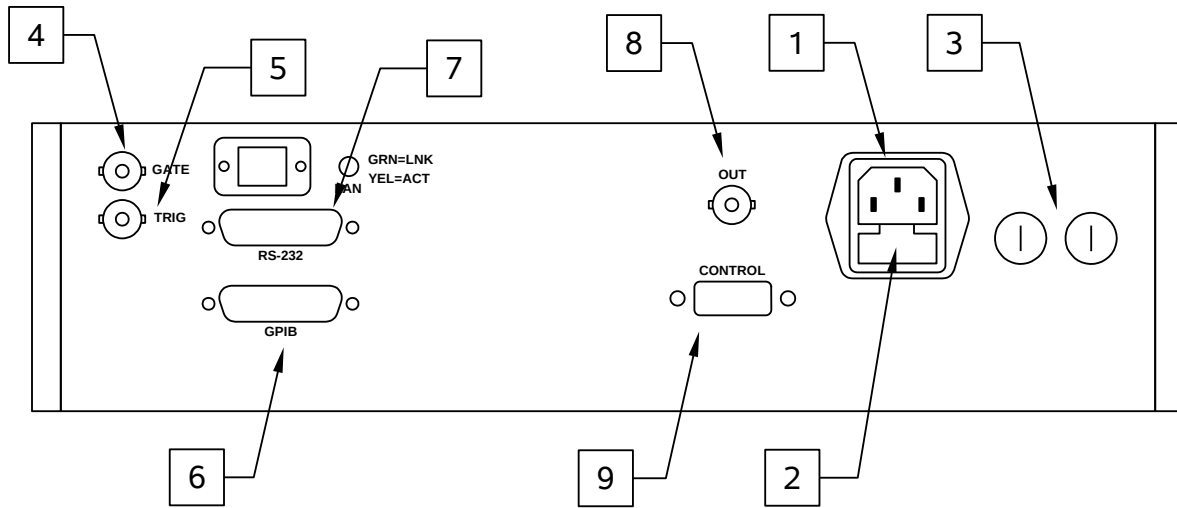 4
5
7
8
1
3
GATE
TRIG
GRN=LNK
YEL=ACT
LAN
RS-232
GPIB
OUT
CONTROL
6
9
2